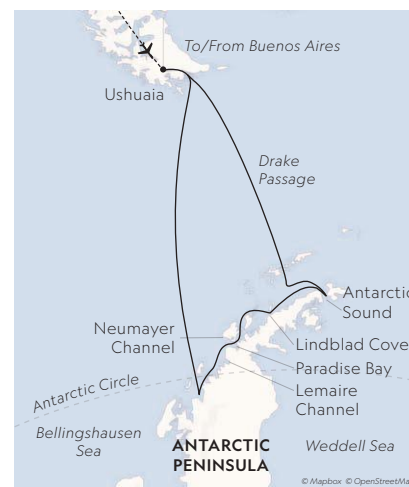 To/From Buenos Aires
Ushuaia
Drake
Passage
Antarctic
Sound
Neumayer
Channel
Lindblad Cove
Paradise Bay
Lemaire
Channel
Antarctic Circle
Bellingshausen
Sea
ANTARCTIC
PENINSULA
Weddell Sea
© Mapbox © OpenStreetMa